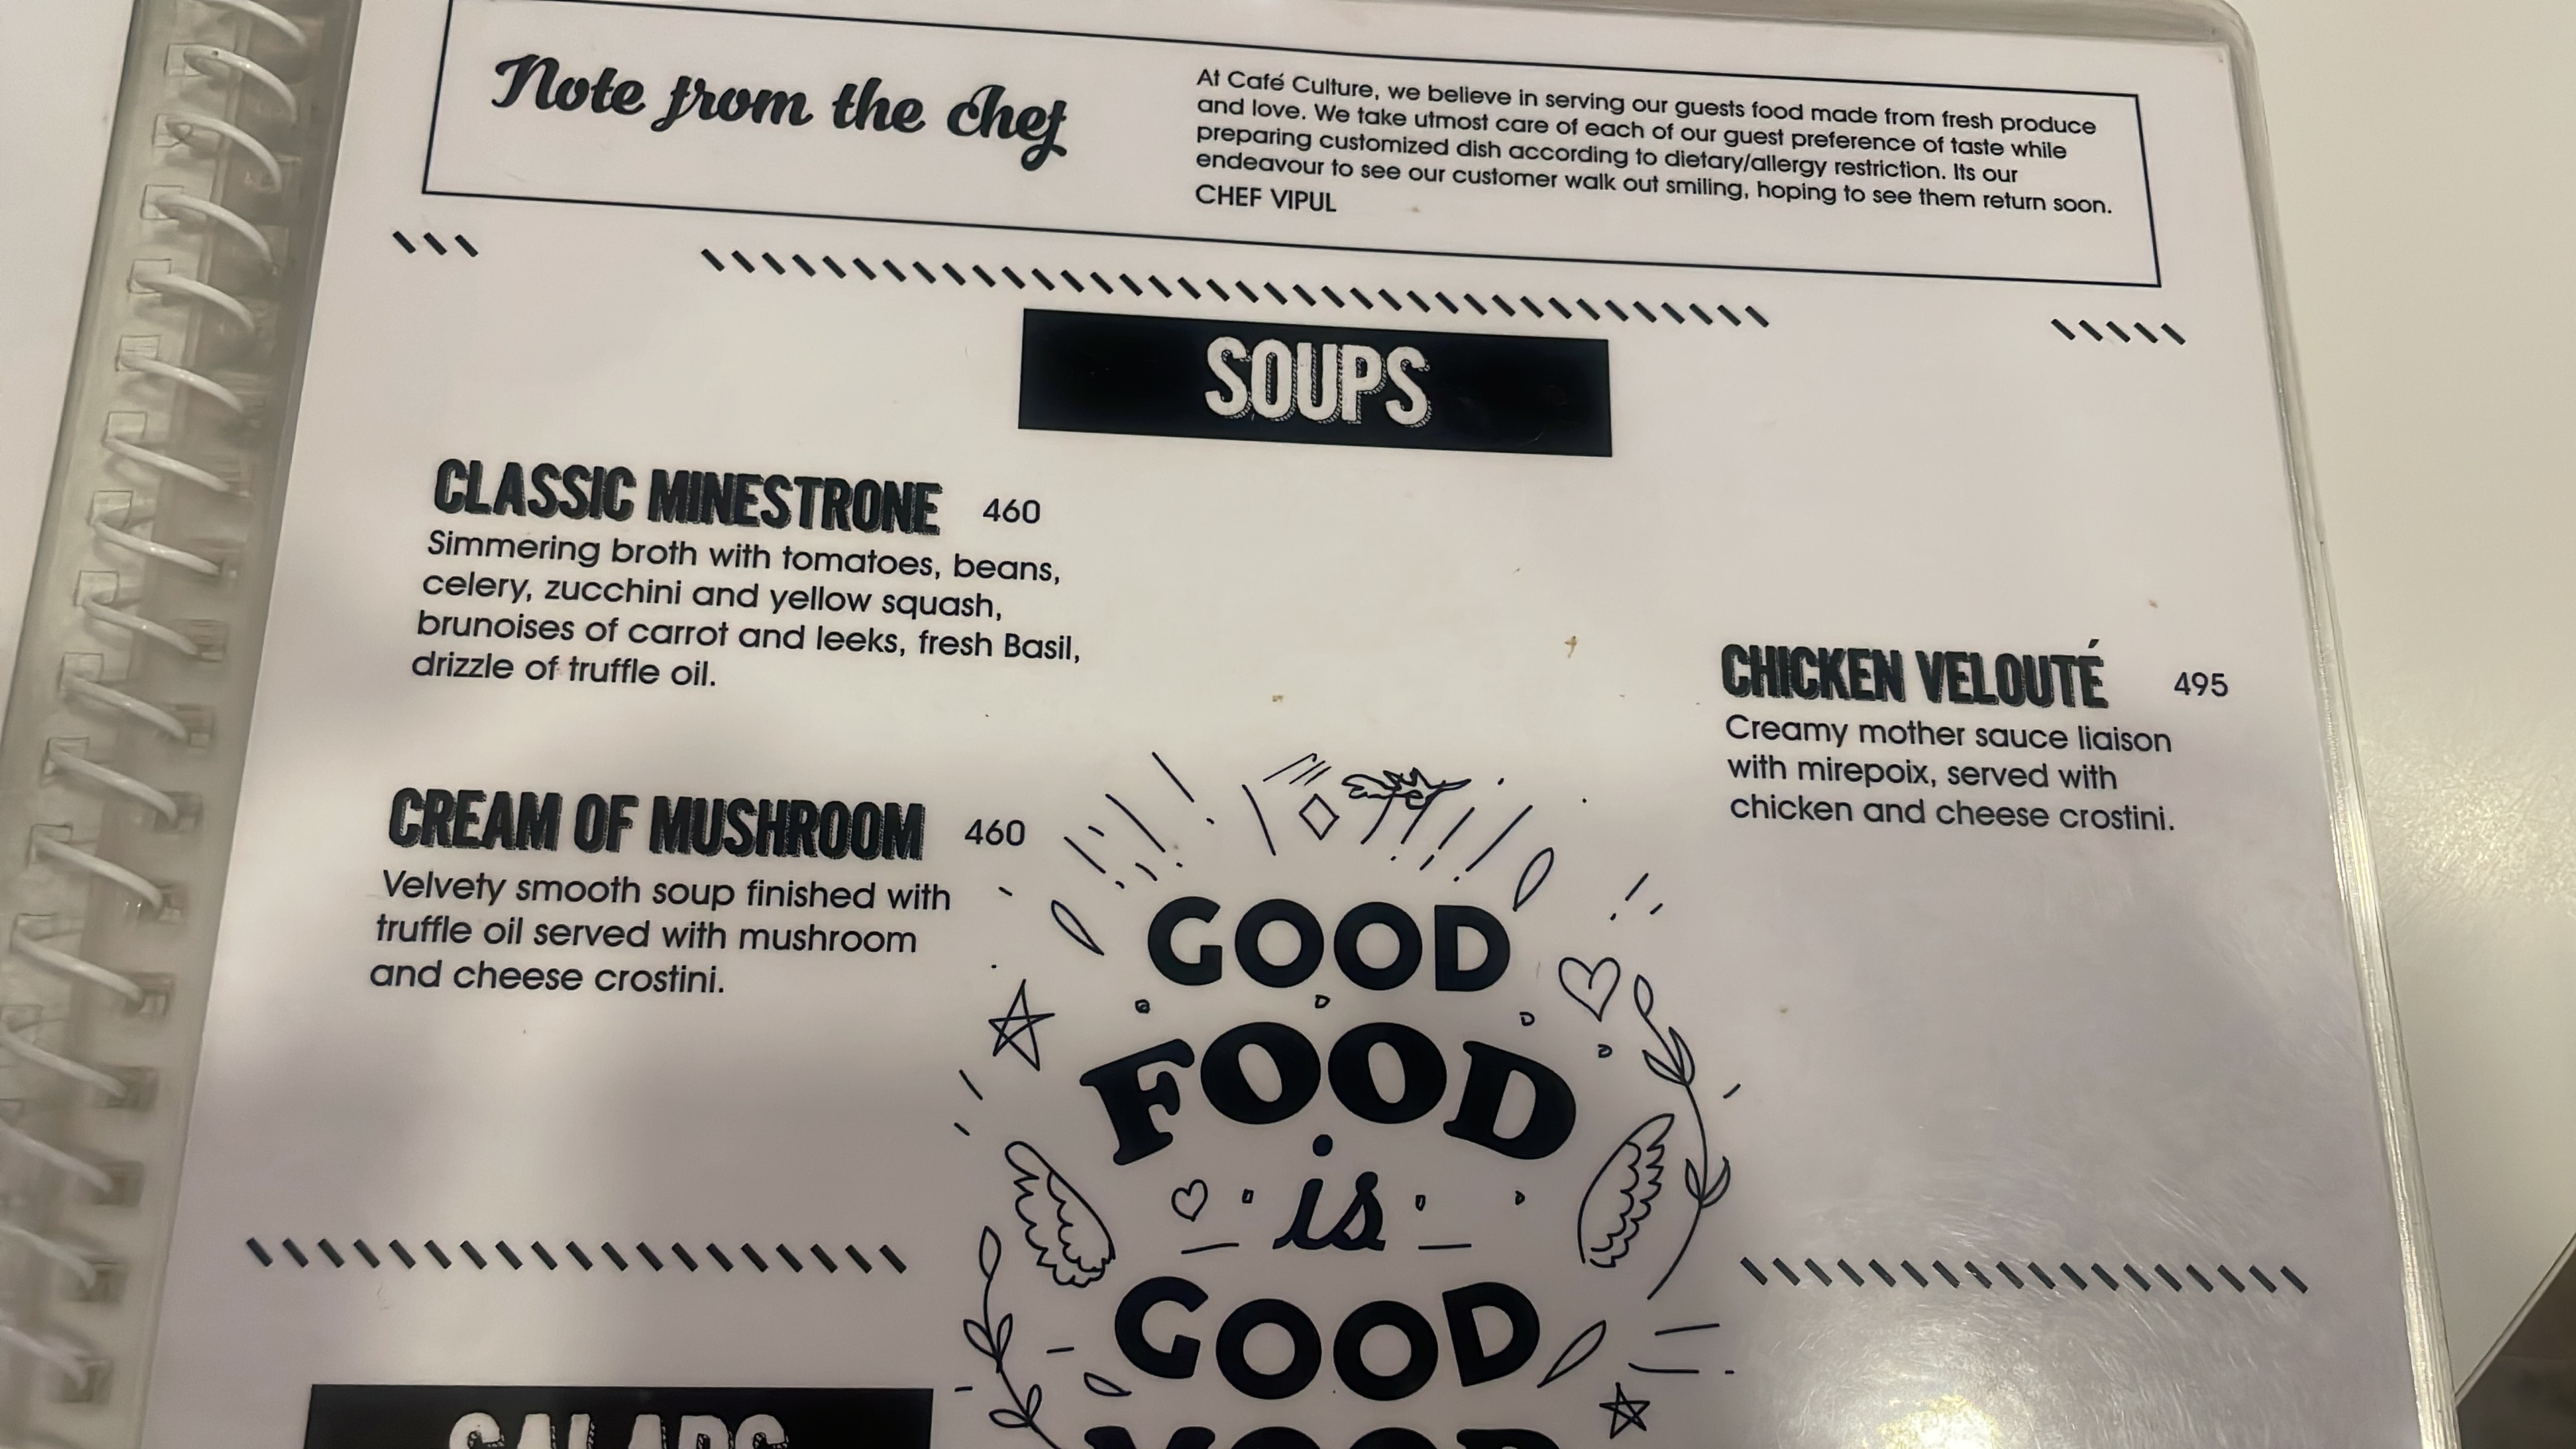 Note from the chef
At Café Culture, we believe in serving our guests food made from fresh produce
and love. We take utmost care of each of our guest preference of taste while
preparing customized dish according to dietary/allergy restriction. Its our
endeavour to see our customer walk out smiling, hoping to see them return soon.
CHEF VIPUL
SOUPS
CLASSIC MINESTRONE 460
Simmering broth with tomatoes, beans,
celery, zucchini and yellow squash,
brunoises of carrot and leeks, fresh Basil,
drizzle of truffle oil.
CREAM OF MUSHROOM 460
Velvety smooth soup finished with
truffle oil served with mushroom
and cheese crostini.
CHICKEN VELOUTÉ 495
Creamy mother sauce liaison
with mirepoix, served with
chicken and cheese crostini.
GOOD
FOOD
is
GOOD
MOOD
SALADS